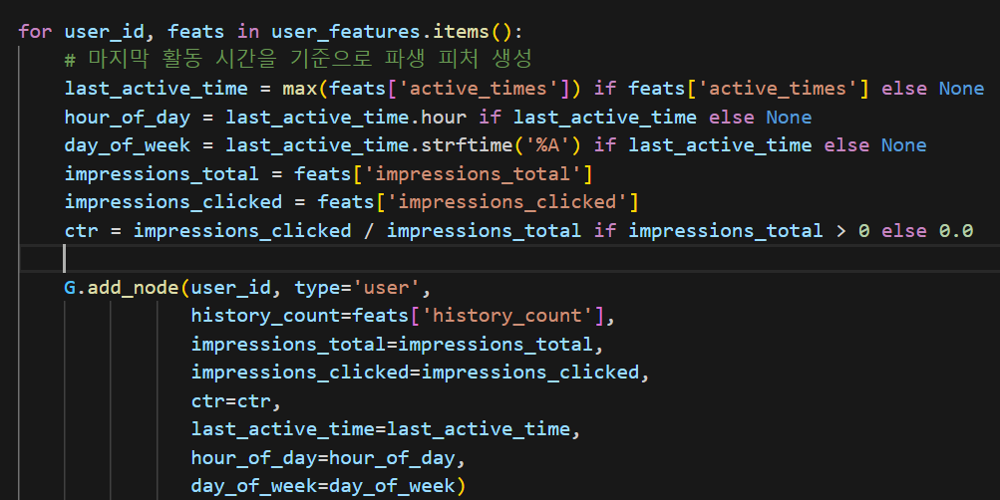 for user_id, feats in user_features.items():
    # 마지막 활동 시간을 기준으로 파생 피처 생성
    last_active_time = max(feats['active_times']) if feats['active_times'] else None
    hour_of_day = last_active_time.hour if last_active_time else None
    day_of_week = last_active_time.strftime('%A') if last_active_time else None
    impressions_total = feats['impressions_total']
    impressions_clicked = feats['impressions_clicked']
    ctr = impressions_clicked / impressions_total if impressions_total > 0 else 0.0
    G.add_node(user_id, type='user',
               history_count=feats['history_count'],
               impressions_total=impressions_total,
               impressions_clicked=impressions_clicked,
               ctr=ctr,
               last_active_time=last_active_time,
               hour_of_day=hour_of_day,
               day_of_week=day_of_week)